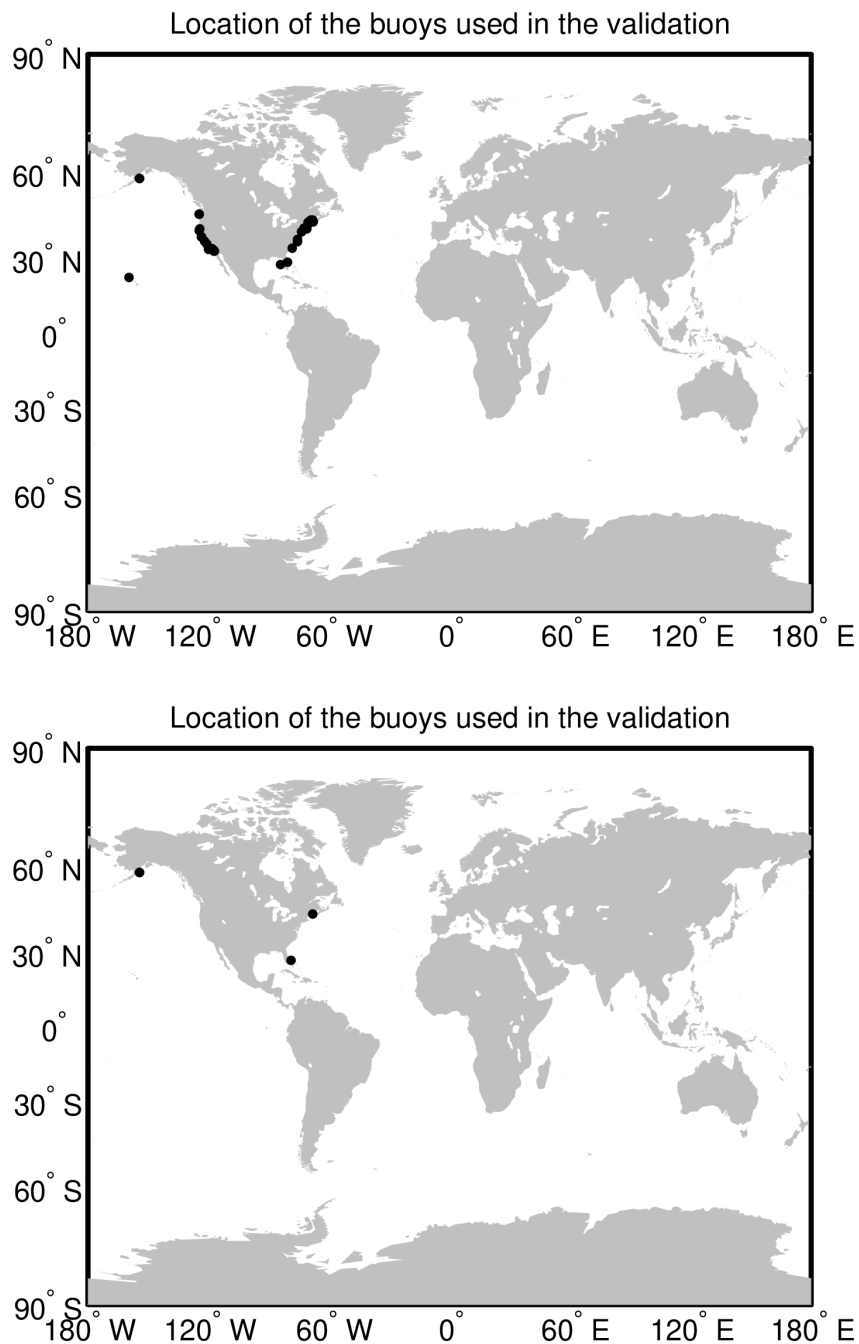 Location of the buoys used in the validation
90° N
60° N
30° N
0°
30° S
60° S
90° S
180° W 120° W 60° W 0° 60° E 120° E 180° E
Location of the buoys used in the validation
90° N
60° N
30° N
0°
30° S
60° S
90° S
180° W 120° W 60° W 0° 60° E 120° E 180° E